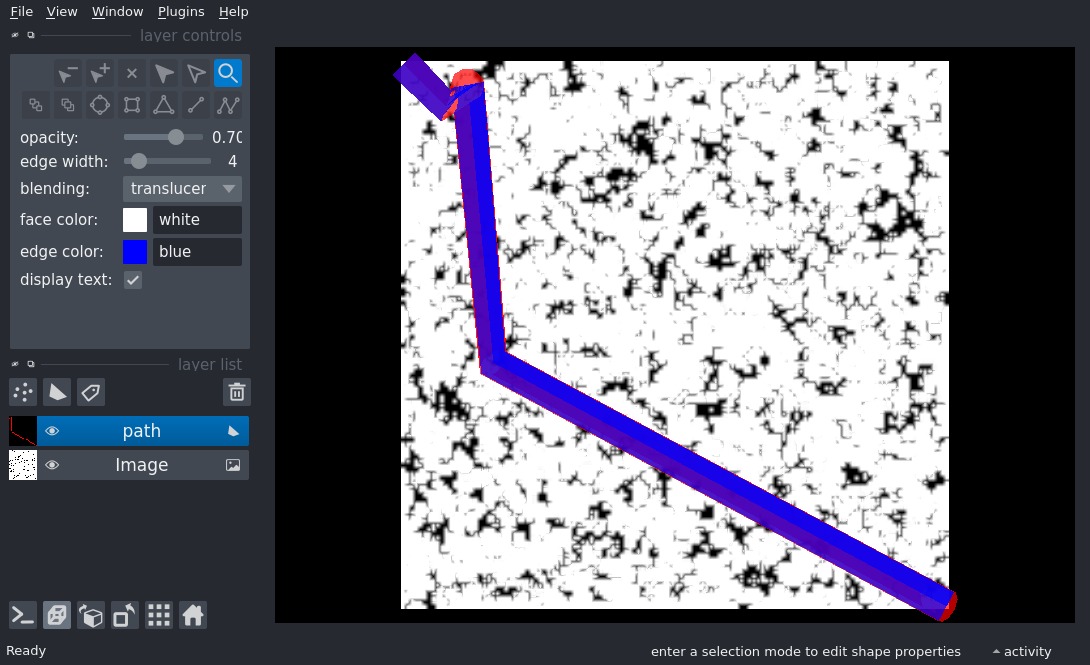 File View Window Plugins Help
layer controls
opacity: 0.70
edge width: 4
blending: translucer
face color: white
edge color: blue
display text:
layer list
path
Image
Ready
enter a selection mode to edit shape properties
activity